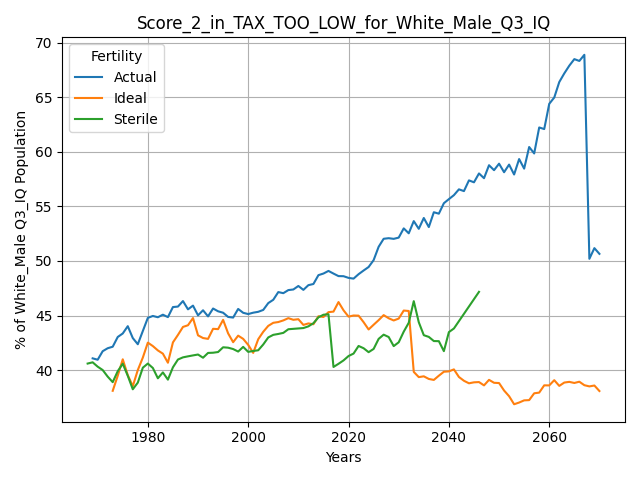 Score_2_in_TAX_TOO_LOW_for_White_Male_Q3_IQ
% of White_Male Q3_IQ Population
70
65
60
55
50
45
40
Fertility
Actual
Ideal
Sterile
1980
2000
2020
2040
2060
Years